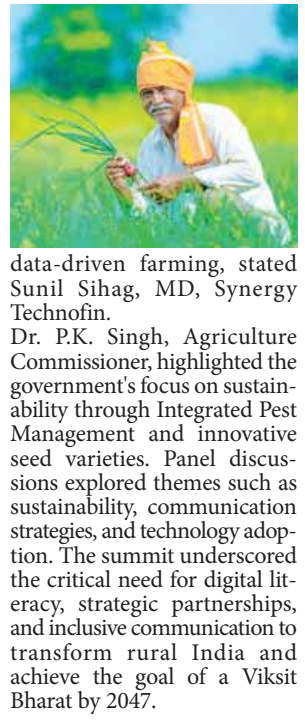 data-driven farming, stated
Sunil Sihag, MD, Synergy
Technofin.
Dr. P.K. Singh, Agriculture
Commissioner, highlighted the
government's focus on sustain-
ability through Integrated Pest
Management and innovative
seed varieties. Panel discus-
sions explored themes such as
sustainability, communication
strategies, and technology adop-
tion. The summit underscored
the critical need for digital lit-
eracy, strategic partnerships,
and inclusive communication to
transform rural India and
achieve the goal of a Viksit
Bharat by 2047.